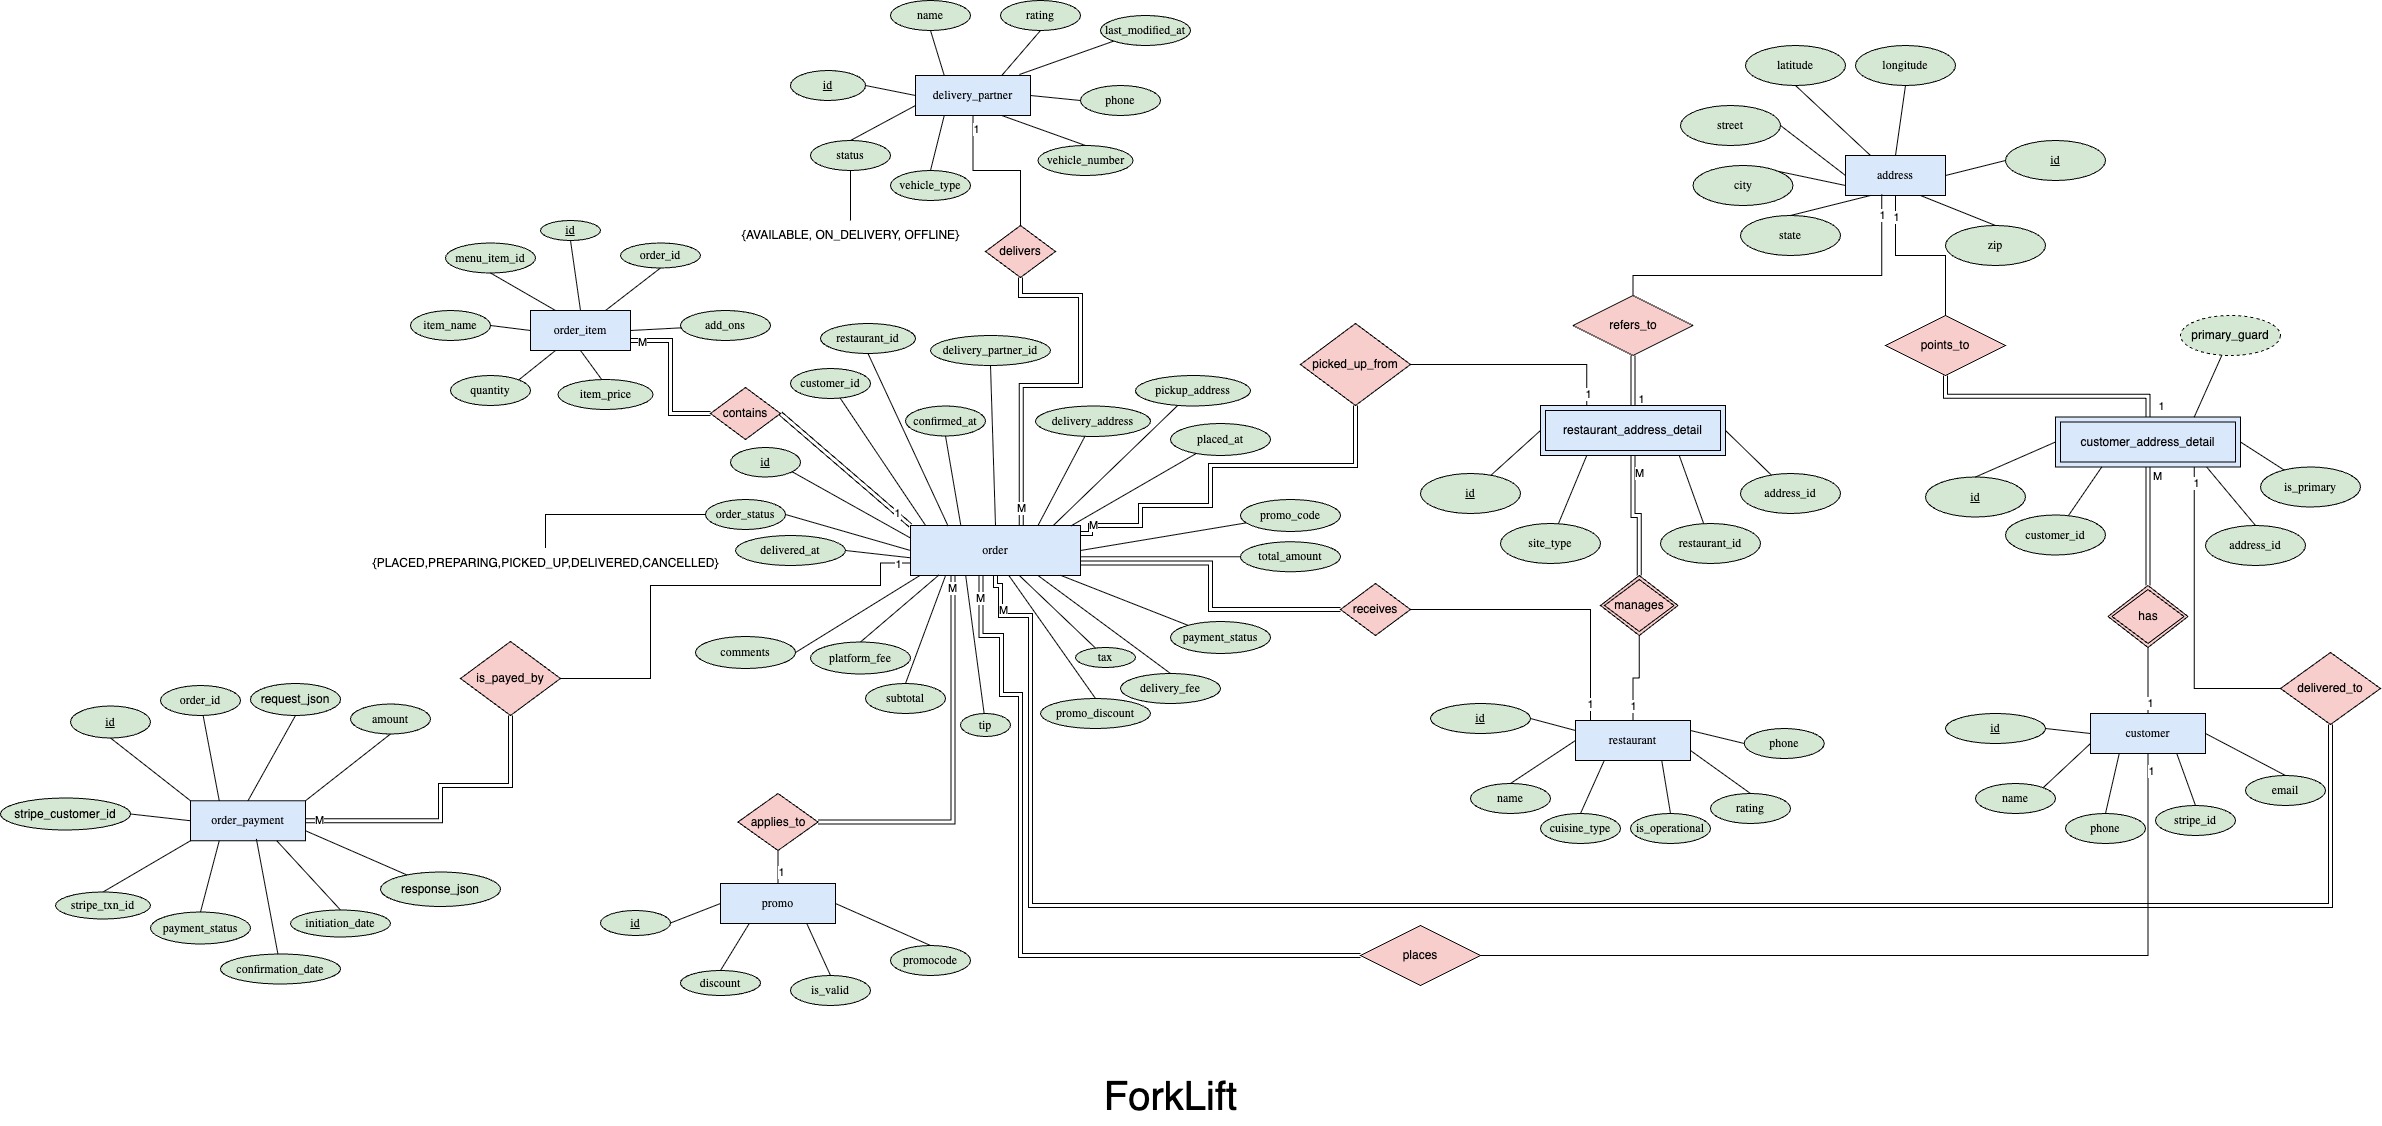 name
rating
last_modified_at
id
delivery_partner
phone
status
vehicle_type
vehicle_number
1
{AVAILABLE, ON_DELIVERY, OFFLINE}
delivers
latitude
longitude
street
address
id
city
state
zip
1
1
refers_to
points_to
primary_guard
id
menu_item_id
order_id
item_name
order_item
add_ons
M
quantity
item_price
contains
restaurant_id
delivery_partner_id
customer_id
confirmed_at
pickup_address
delivery_address
placed_at
id
order_status
delivered_at
{PLACED,PREPARING,PICKED_UP,DELIVERED,CANCELLED}
1
M
M
order
promo_code
total_amount
1
M
M
M
comments
platform_fee
subtotal
tip
promo_discount
tax
delivery_fee
payment_status
picked_up_from
1
1
restaurant_address_detail
M
id
site_type
restaurant_id
address_id
1
customer_address_detail
M
1
id
customer_id
address_id
is_primary
receives
manages
has
delivered_to
1
1
id
restaurant
phone
name
cuisine_type
is_operational
rating
1
id
customer
1
name
phone
stripe_id
email
is_payed_by
id
order_id
request_json
amount
stripe_customer_id
order_payment
M
stripe_txn_id
payment_status
confirmation_date
initiation_date
response_json
applies_to
1
promo
id
discount
is_valid
promocode
places
ForkLift